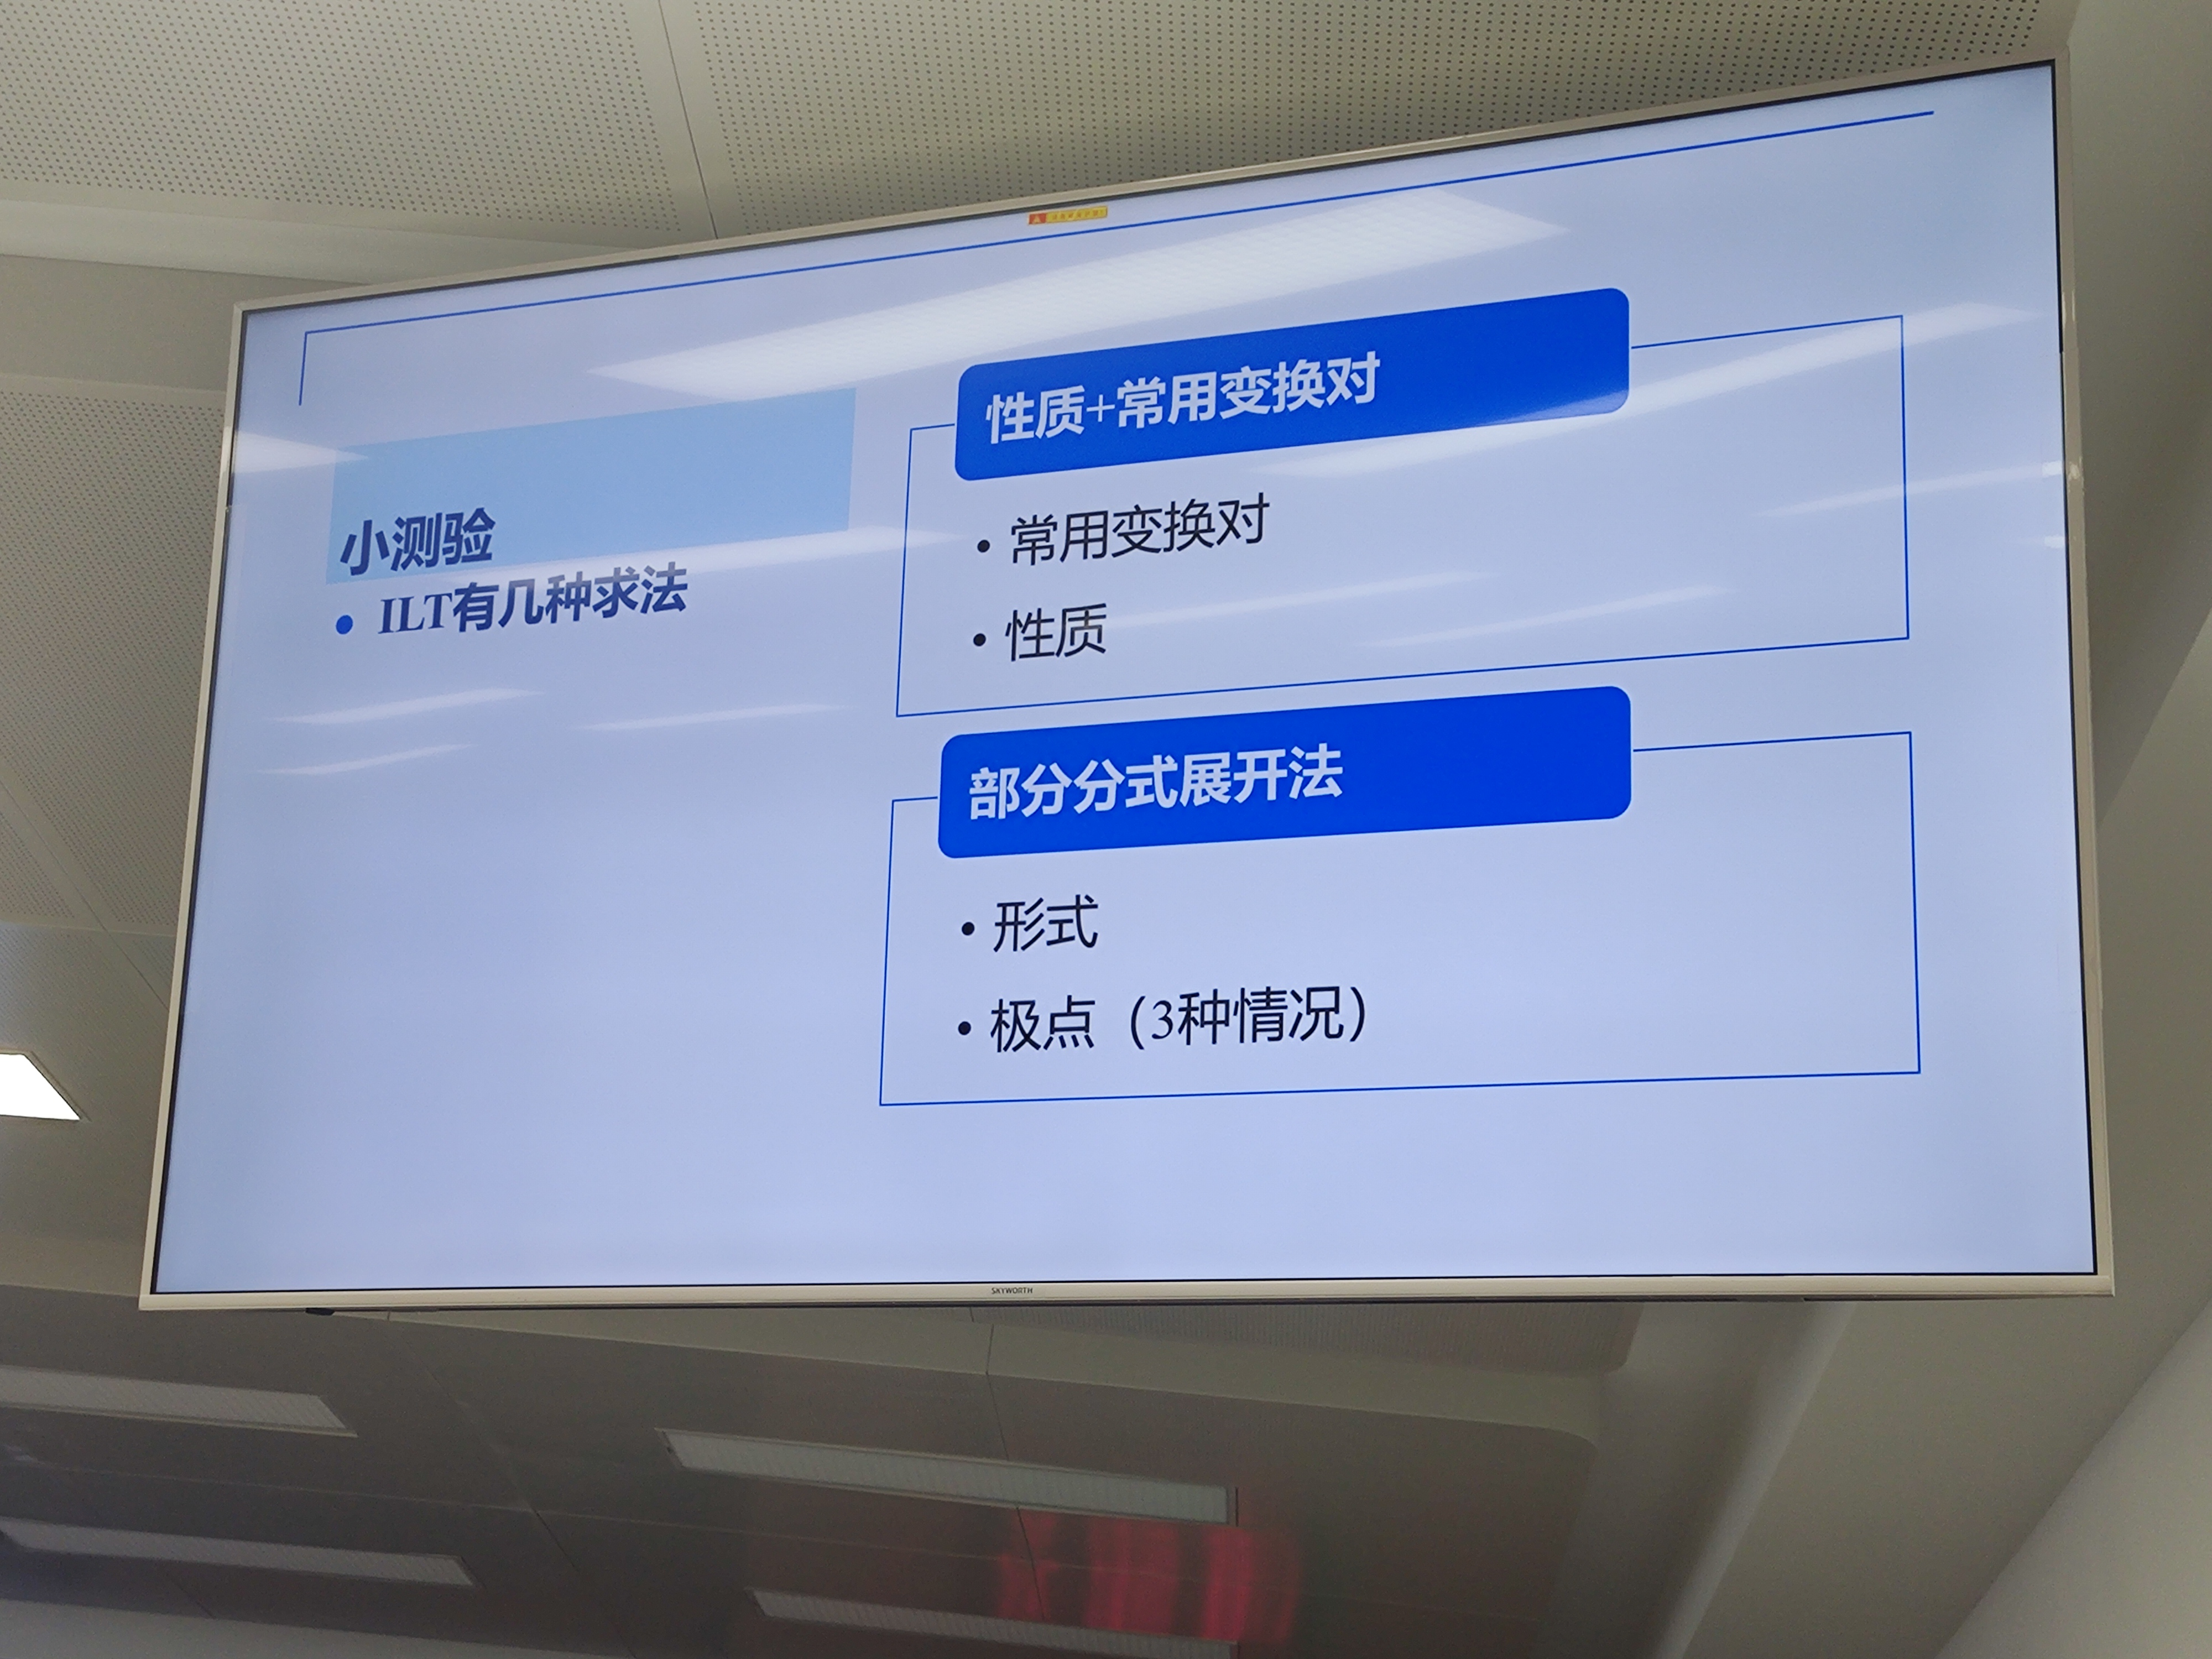 小测验
• ILT有几种求法
性质+常用变换对
• 常用变换对
• 性质
部分分式展开法
• 形式
• 极点（3种情况）
SKYWORTH